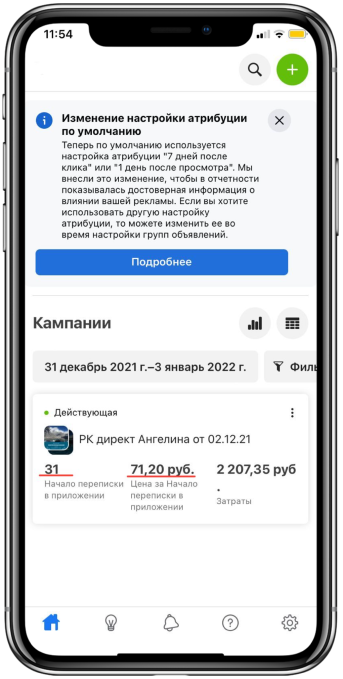 11:54
Изменение настройки атрибуции
по умолчанию
Теперь по умолчанию используется
настройка атрибуции "7 дней после
клика" или "1 день после просмотра". Мы
внесли это изменение, чтобы в отчетности
показывалась достоверная информация о
влиянии вашей рекламы. Если вы хотите
использовать другую настройку
атрибуции, то можете изменить ее во
время настройки групп объявлений.
Подробнее
Кампании
31 декабрь 2021 г.–3 январь 2022 г.
Филь
Действующая
РК директ Ангелина от 02.12.21
31
Начало переписки
в приложении
71,20 руб.
Цена за Начало
переписки в
приложении
2 207,35 руб
.
Затраты